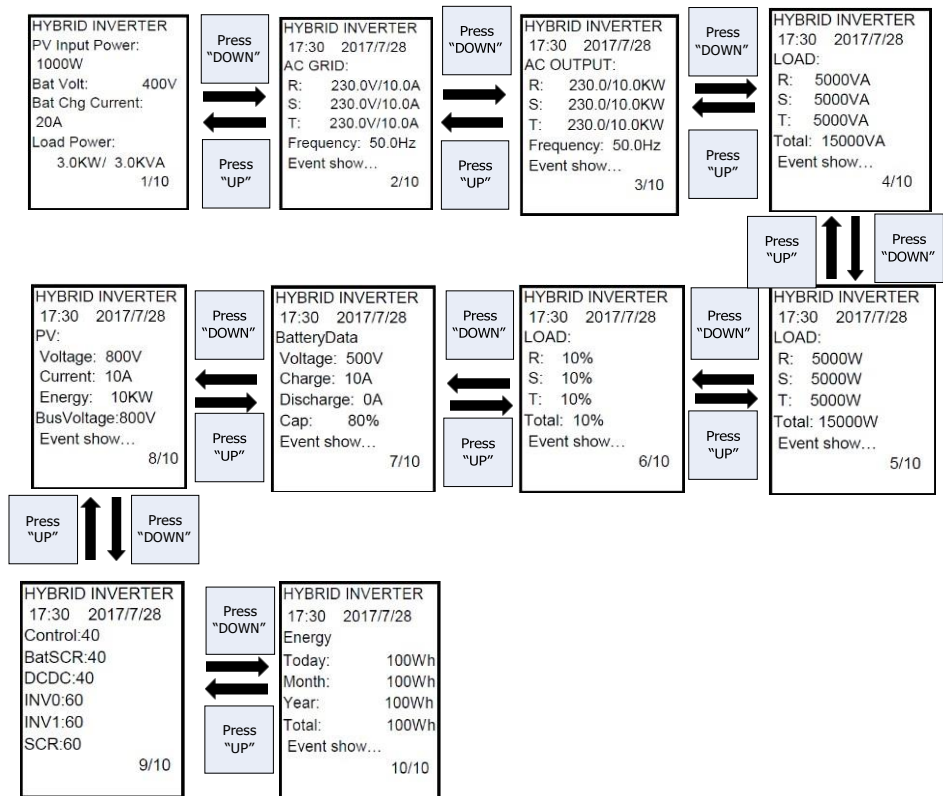 HYBRID INVERTER
PV Input Power:
1000W
Bat Volt: 400V
Bat Chg Current:
20A
Load Power:
3.0KW/ 3.0KVA
1/10
Press
“DOWN”
Press
“UP”
HYBRID INVERTER
17:30 2017/7/28
AC GRID:
R: 230.0V/10.0A
S: 230.0V/10.0A
T: 230.0V/10.0A
Frequency: 50.0Hz
Event show...
2/10
Press
“DOWN”
Press
“UP”
HYBRID INVERTER
17:30 2017/7/28
AC OUTPUT:
R: 230.0/10.0KW
S: 230.0/10.0KW
T: 230.0/10.0KW
Frequency: 50.0Hz
Event show...
3/10
Press
“DOWN”
Press
“UP”
HYBRID INVERTER
17:30 2017/7/28
LOAD:
R: 5000VA
S: 5000VA
T: 5000VA
Total: 15000VA
Event show...
4/10
Press
“UP”
Press
“DOWN”
HYBRID INVERTER
17:30 2017/7/28
PV:
Voltage: 800V
Current: 10A
Energy: 10KW
BusVoltage:800V
Event show...
8/10
Press
“DOWN”
Press
“UP”
HYBRID INVERTER
17:30 2017/7/28
BatteryData
Voltage: 500V
Charge: 10A
Discharge: 0A
Cap: 80%
Event show...
7/10
Press
“DOWN”
Press
“UP”
HYBRID INVERTER
17:30 2017/7/28
LOAD:
R: 10%
S: 10%
T: 10%
Total: 10%
Event show...
6/10
Press
“DOWN”
Press
“UP”
HYBRID INVERTER
17:30 2017/7/28
LOAD:
R: 5000W
S: 5000W
T: 5000W
Total: 15000W
Event show...
5/10
Press
“UP”
Press
“DOWN”
HYBRID INVERTER
17:30 2017/7/28
Control:40
BatSCR:40
DCDC:40
INV0:60
INV1:60
SCR:60
9/10
Press
“DOWN”
Press
“UP”
HYBRID INVERTER
17:30 2017/7/28
Energy
Today: 100Wh
Month: 100Wh
Year: 100Wh
Total: 100Wh
Event show...
10/10